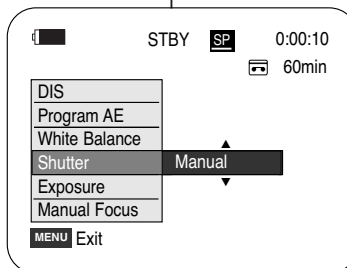 STBY SP 0:00:10
60min
DIS
Program AE
White Balance
Shutter Manual
Exposure
Manual Focus
MENU Exit